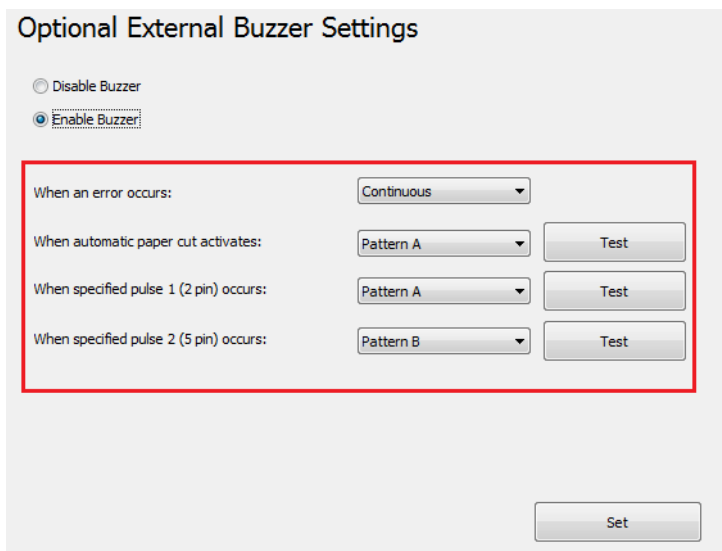 Optional External Buzzer Settings
Disable Buzzer
Enable Buzzer
When an error occurs: Continuous
When automatic paper cut activates: Pattern A Test
When specified pulse 1 (2 pin) occurs: Pattern A Test
When specified pulse 2 (5 pin) occurs: Pattern B Test
Set